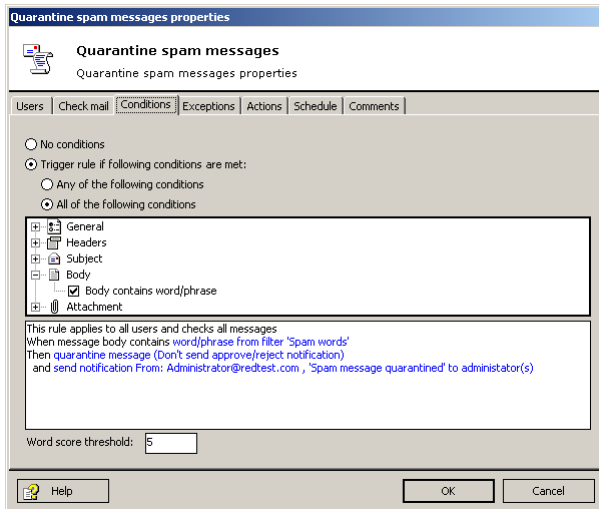 Quarantine spam messages properties
Quarantine spam messages
Quarantine spam messages properties
Users Check mail Conditions Exceptions Actions Schedule Comments
No conditions
Trigger rule if following conditions are met:
Any of the following conditions
All of the following conditions
General
Headers
Subject
Body
Body contains word/phrase
Attachment
This rule applies to all users and checks all messages
When message body contains word/phrase from filter 'Spam words'
Then quarantine message (Don't send approve/reject notification)
and send notification From: Administrator@redtest.com , 'Spam message quarantined' to administator(s)
Word score threshold: 5
Help OK Cancel